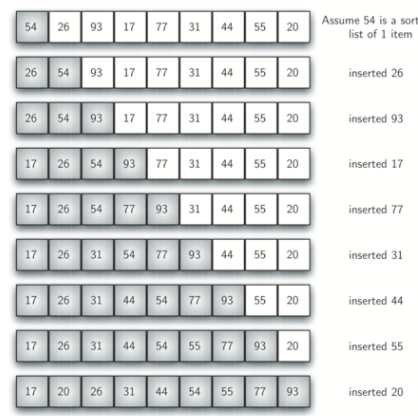 54 26 93 17 77 31 44 55 20 Assume 54 is a sort
list of 1 item
26 54 93 17 77 31 44 55 20 inserted 26
26 54 93 17 77 31 44 55 20 inserted 93
17 26 54 93 77 31 44 55 20 inserted 17
17 26 54 77 93 31 44 55 20 inserted 77
17 26 31 54 77 93 44 55 20 inserted 31
17 26 31 44 54 77 93 55 20 inserted 44
17 26 31 44 54 55 77 93 20 inserted 55
17 20 26 31 44 54 55 77 93 inserted 20